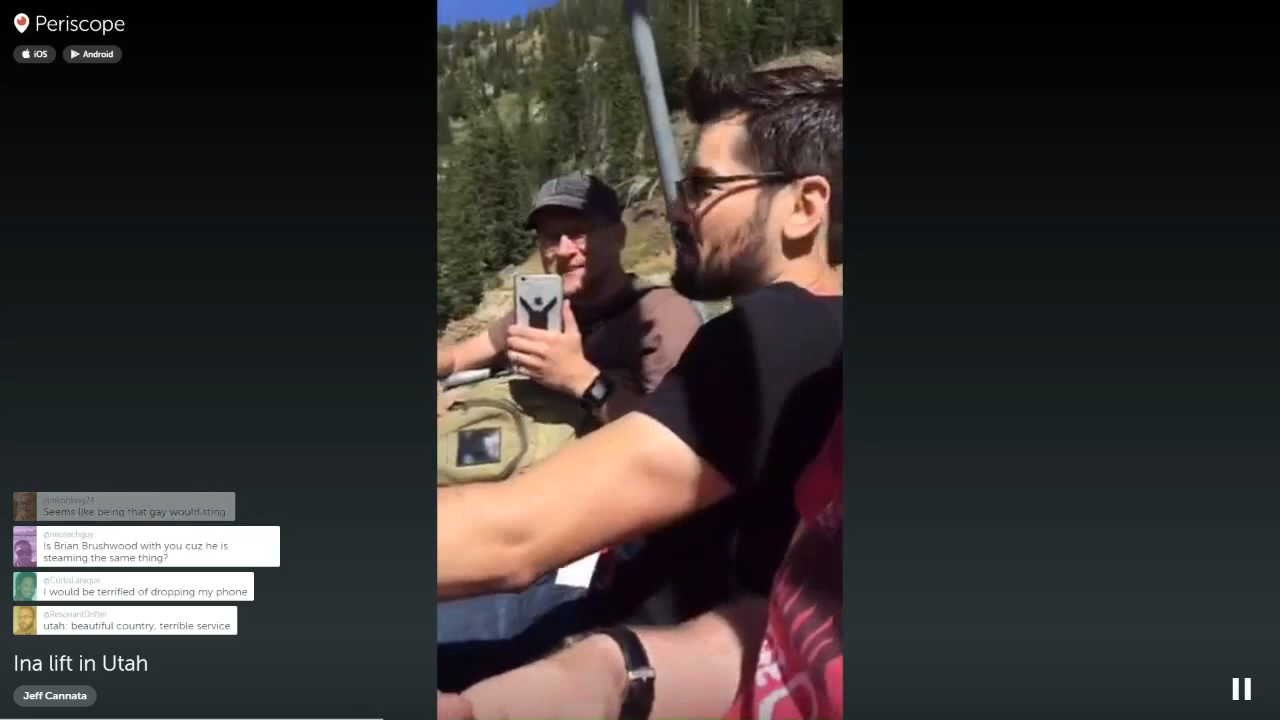 Periscope
iOS
Android
Seems like being that gay would sting
@neotechguy
Is Brian Brushwood with you cuz he is
steaming the same thing?
@CurtisLaraque
I would be terrified of dropping my phone
@ResonantDrifter
utah: beautiful country, terrible service
Ina lift in Utah
Jeff Cannata